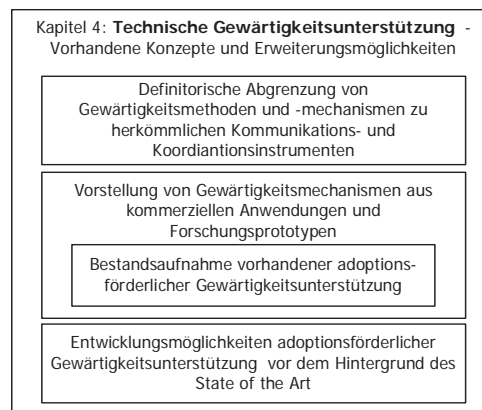 Kapitel 4: Technische Gewärtigkeitsunterstützung -
Vorhandene Konzepte und Erweiterungsmöglichkeiten
Definitorische Abgrenzung von
Gewärtigkeitsmethoden und -mechanismen zu
herkömmlichen Kommunikations- und
Koordiantionsinstrumenten
Vorstellung von Gewärtigkeitsmechanismen aus
kommerziellen Anwendungen und
Forschungsprototypen
Bestandsaufnahme vorhandener adoptions-
förderlicher Gewärtigkeitsunterstützung
Entwicklungsmöglichkeiten adoptionsförderlicher
Gewärtigkeitsunterstützung vor dem Hintergrund des
State of the Art